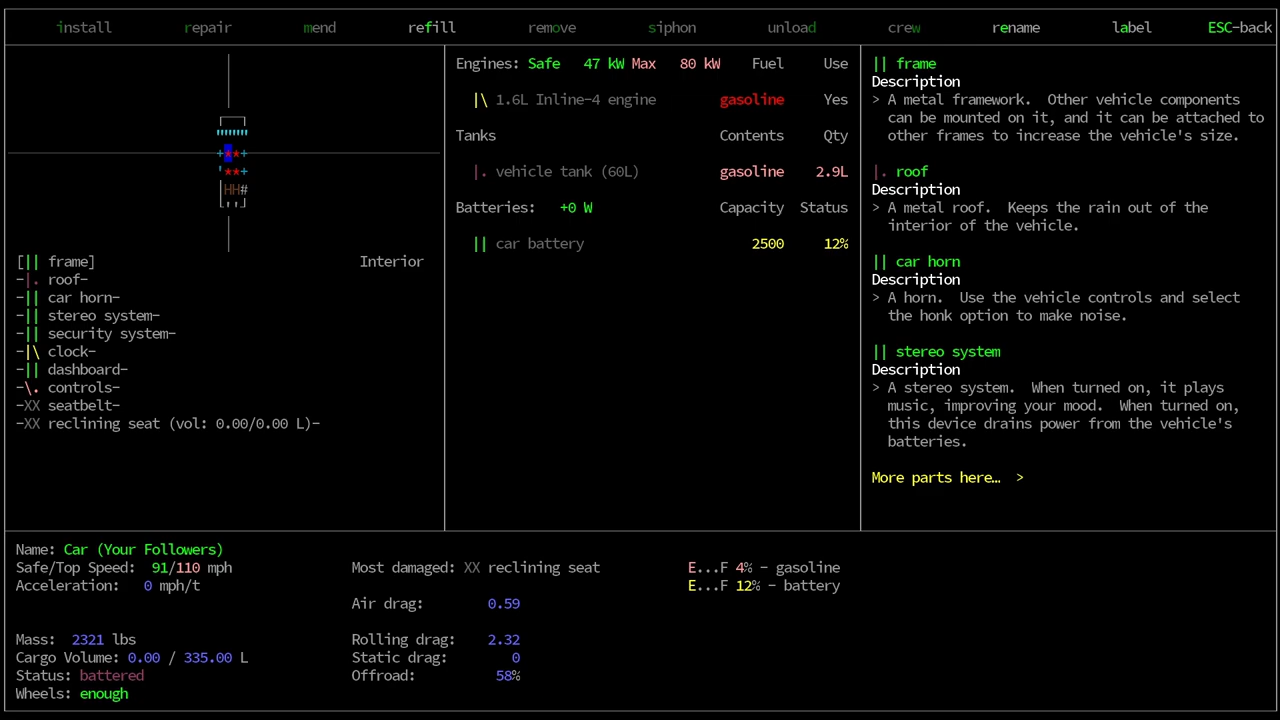 install repair mend refill remove siphon unload crew rename label ESC-back
Engines: Safe 47 kW Max 80 kW Fuel Use
|\ 1.6L Inline-4 engine gasoline Yes
Tanks Contents Qty
|. vehicle tank (60L) gasoline 2.9L
Batteries: +0 W Capacity Status
|| car battery 2500 12%
""""
+**+
'**+
|HH#
[|| frame] Interior
-|. roof-
-|| car horn-
-|| stereo system-
-|| security system-
-|\ clock-
-|| dashboard-
-\. controls-
-XX seatbelt-
-XX reclining seat (vol: 0.00/0.00 L)-
|| frame
Description
> A metal framework. Other vehicle components
can be mounted on it, and it can be attached to
other frames to increase the vehicle's size.
|. roof
Description
> A metal roof. Keeps the rain out of the
interior of the vehicle.
|| car horn
Description
> A horn. Use the vehicle controls and select
the honk option to make noise.
|| stereo system
Description
> A stereo system. When turned on, it plays
music, improving your mood. When turned on,
this device drains power from the vehicle's
batteries.
More parts here… >
Name: Car (Your Followers)
Safe/Top Speed: 91/110 mph
Acceleration: 0 mph/t
Mass: 2321 lbs
Cargo Volume: 0.00 / 335.00 L
Status: battered
Wheels: enough
Most damaged: XX reclining seat
Air drag: 0.59
Rolling drag: 2.32
Static drag: 0
Offroad: 58%
E...F 4% - gasoline
E...F 12% - battery